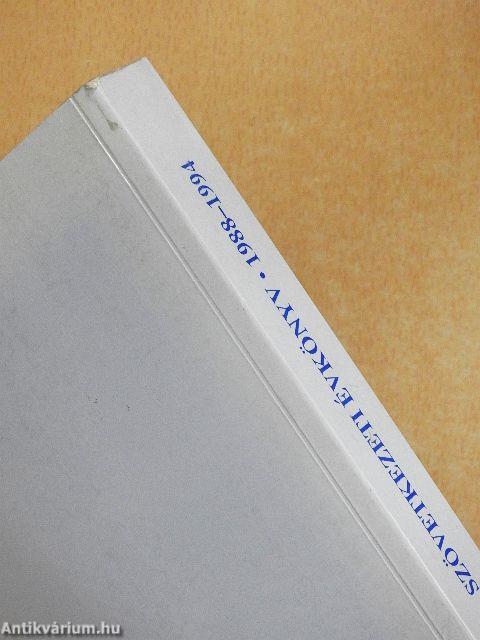 SZÖVETKEZETI ÉVKÖNYV • 1988–1994
Antikvárium.hu